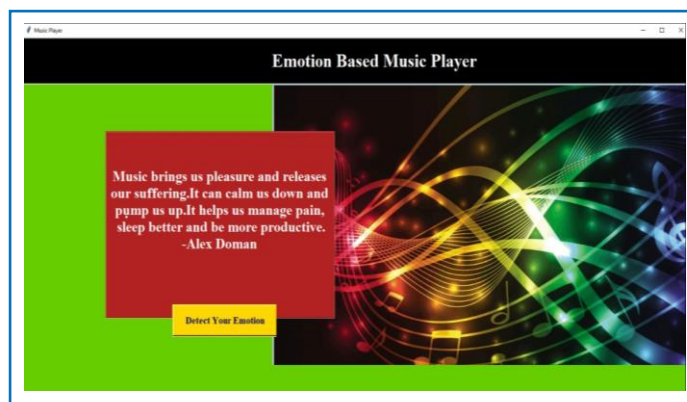 Music Player
Emotion Based Music Player
Music brings us pleasure and releases
our suffering.It can calm us down and
pump us up.It helps us manage pain,
sleep better and be more productive.
-Alex Doman
Detect Your Emotion